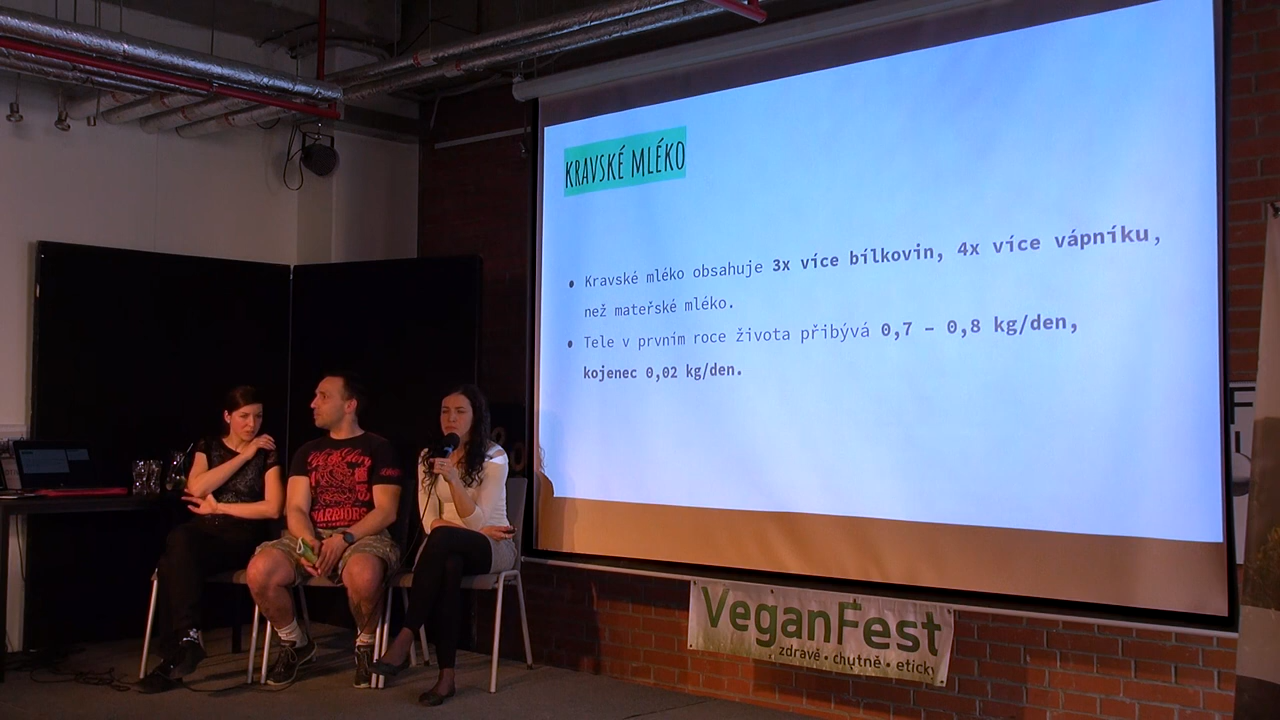 KRAVSKÉ MLÉKO
• Kravské mléko obsahuje 3x více bílkovin, 4x více vápníku,
než mateřské mléko.
• Tele v prvním roce života přibývá 0,7 – 0,8 kg/den,
kojenec 0,02 kg/den.
WARRIORS
VeganFest
zdravě • chutně • eticky